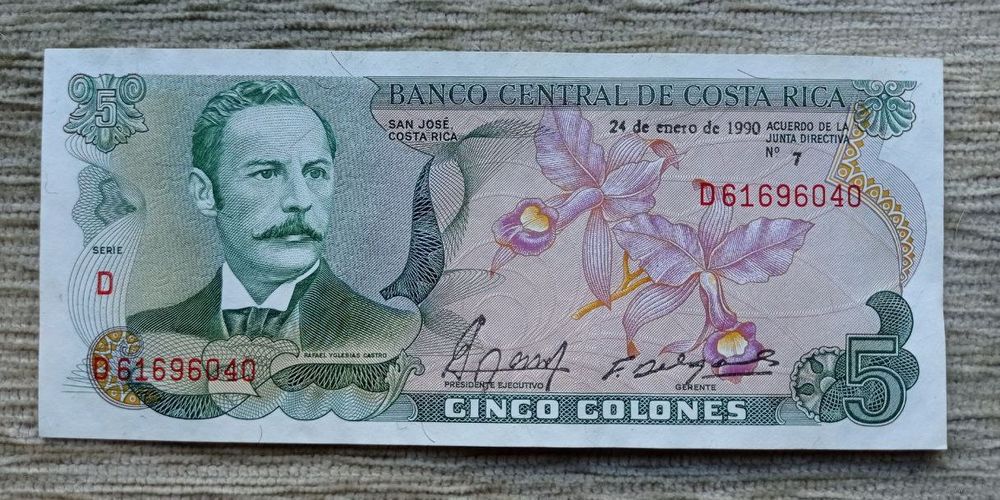 5
BANCO CENTRAL DE COSTA RICA
SAN JOSÉ,
COSTA RICA
24 de enero de 1990
ACUERDO DE LA
JUNTA DIRECTIVA
Nº 7
D61696040
SERIE
D
RAFAEL YGLESIAS CASTRO
D61696040
PRESIDENTE EJECUTIVO
GERENTE
CINCO COLONES
5